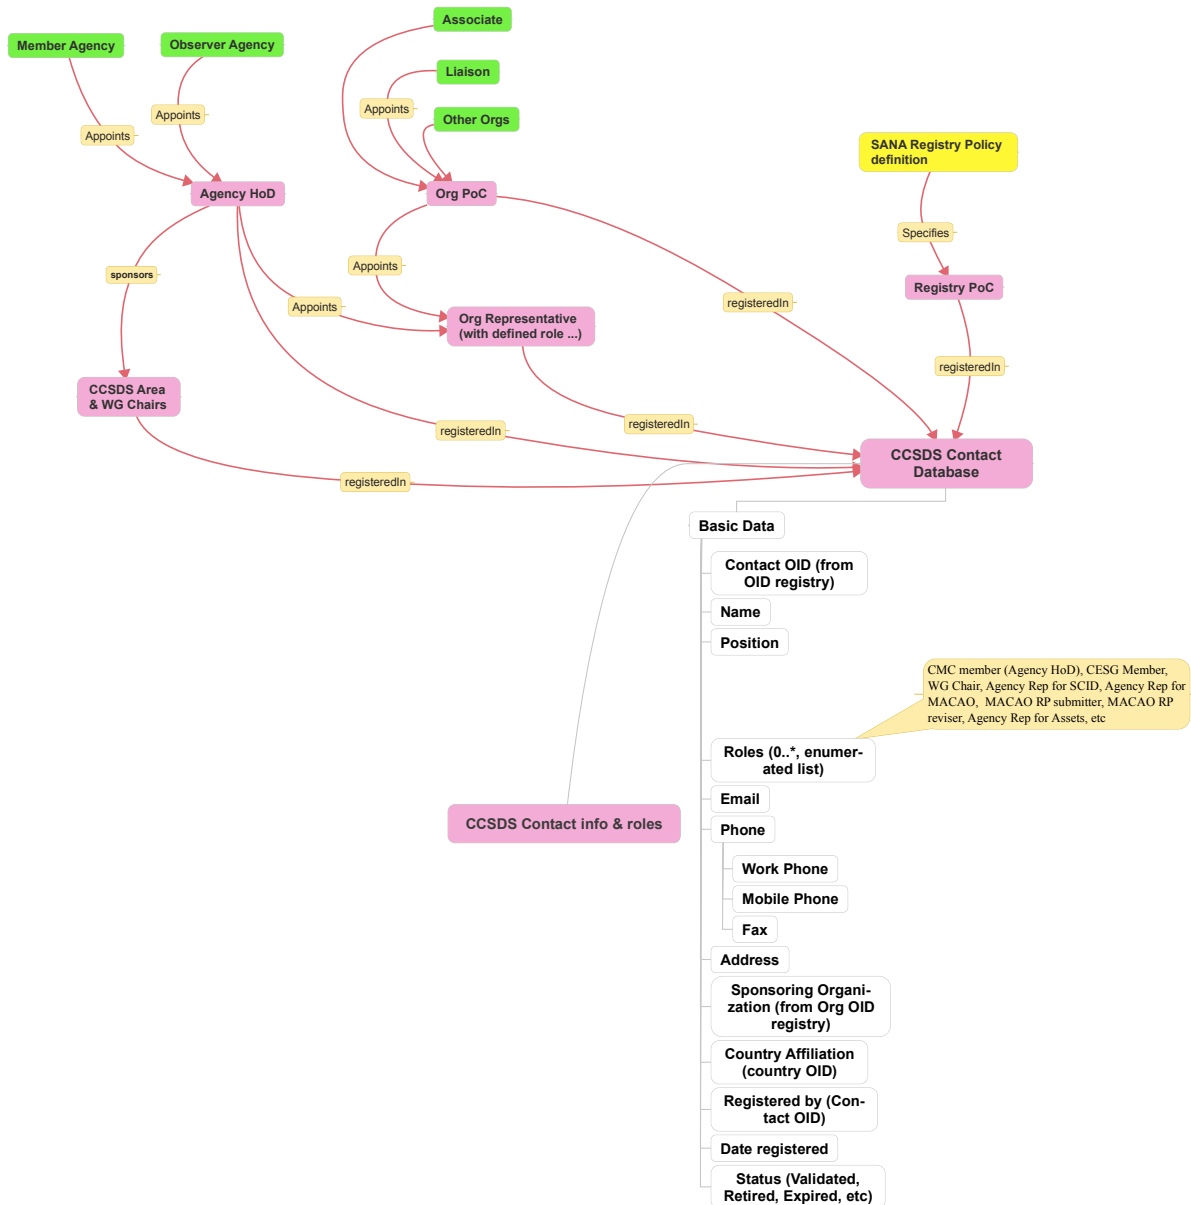 Associate
Member Agency
Observer Agency
Liaison
Appoints
Appoints
Other Orgs
Appoints
SANA Registry Policy
definition
Agency HoD
Org PoC
Specifies
sponsors
Appoints
Registry PoC
Appoints
registeredIn
Org Representative
(with defined role ...)
registeredIn
CCSDS Area
& WG Chairs
registeredIn
registeredIn
CCSDS Contact
Database
registeredIn
Basic Data
Contact OID (from
OID registry)
Name
Position
CMC member (Agency HoD), CESG Member,
WG Chair, Agency Rep for SCID, Agency Rep for
MACAO, MACAO RP submitter, MACAO RP
reviser, Agency Rep for Assets, etc
Roles (0..*, enumer-
ated list)
Email
CCSDS Contact info & roles
Phone
Work Phone
Mobile Phone
Fax
Address
Sponsoring Organi-
zation (from Org OID
registry)
Country Affiliation
(country OID)
Registered by (Con-
tact OID)
Date registered
Status (Validated,
Retired, Expired, etc)